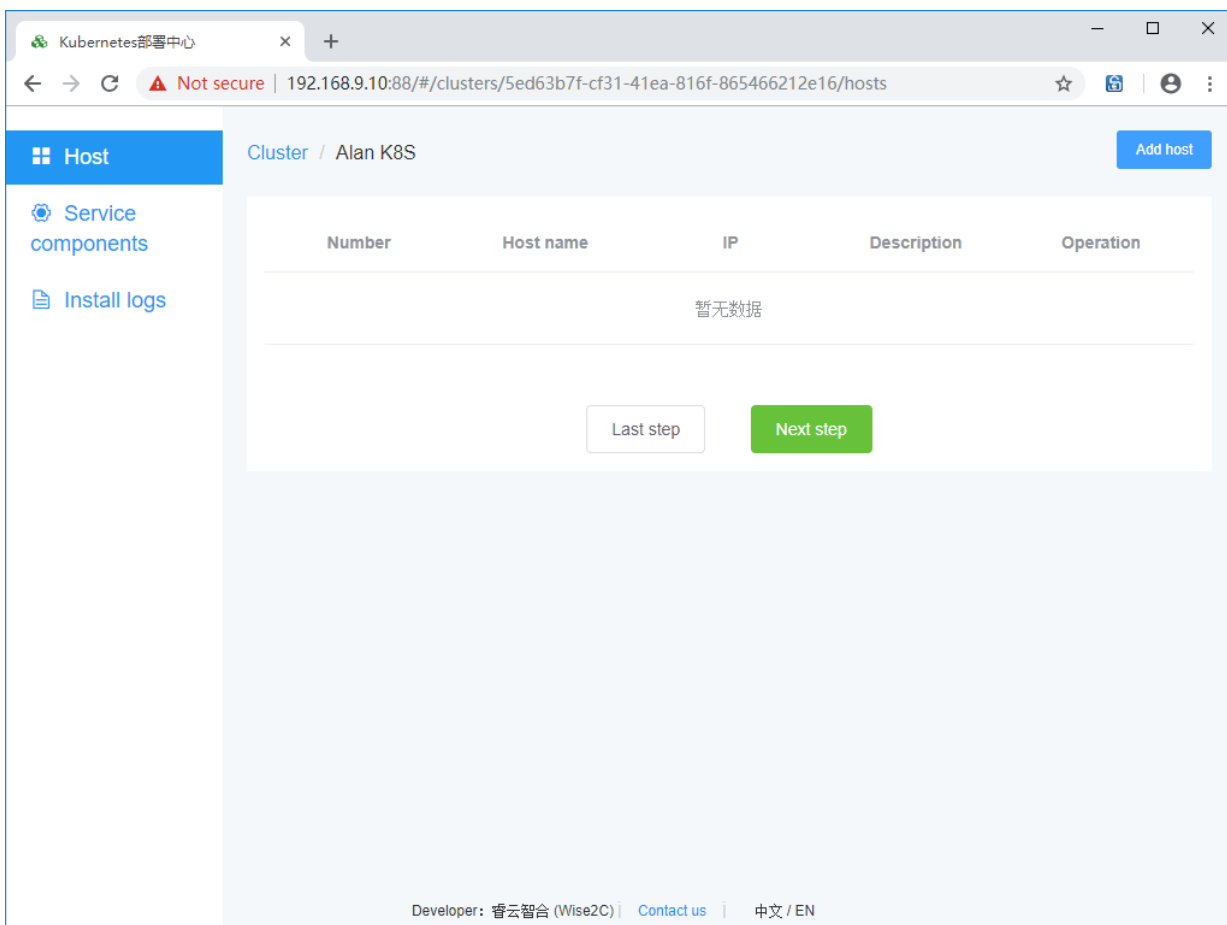 Kubernetes部署中心
Not secure | 192.168.9.10:88/#/clusters/5ed63b7f-cf31-41ea-816f-865466212e16/hosts
Host
Cluster / Alan K8S
Add host
Service
components
Install logs
Number Host name IP Description Operation
暂无数据
Last step Next step
Developer：睿云智合 (Wise2C) | Contact us | 中文 / EN